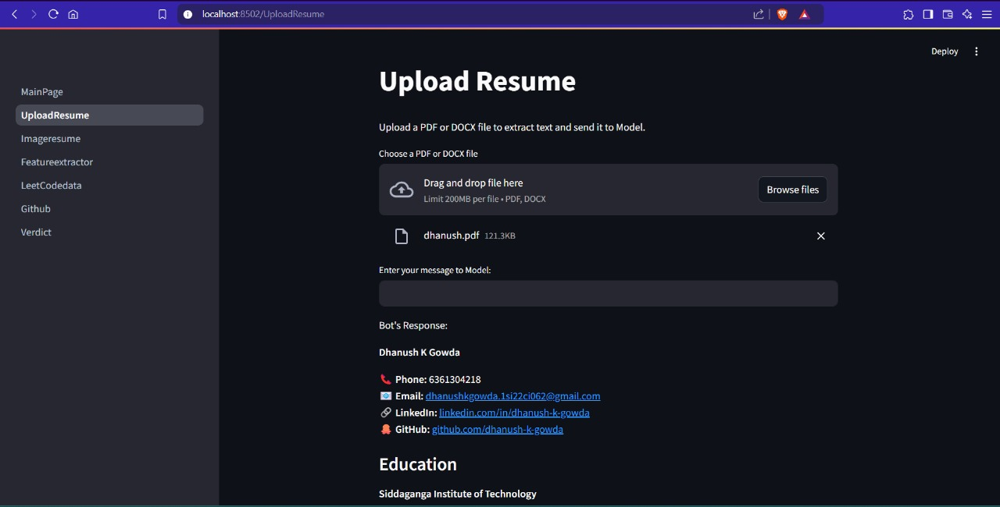 localhost:8502/UploadResume
Deploy
MainPage
UploadResume
Imageresume
Featureextractor
LeetCodedata
Github
Verdict
Upload Resume
Upload a PDF or DOCX file to extract text and send it to Model.
Choose a PDF or DOCX file
Drag and drop file here
Limit 200MB per file • PDF, DOCX
Browse files
dhanush.pdf 121.3KB
Enter your message to Model:
Bot's Response:
Dhanush K Gowda
Phone: 6361304218
Email: dhanushkgowda.1si22ci062@gmail.com
LinkedIn: linkedin.com/in/dhanush-k-gowda
GitHub: github.com/dhanush-k-gowda
Education
Siddaganga Institute of Technology